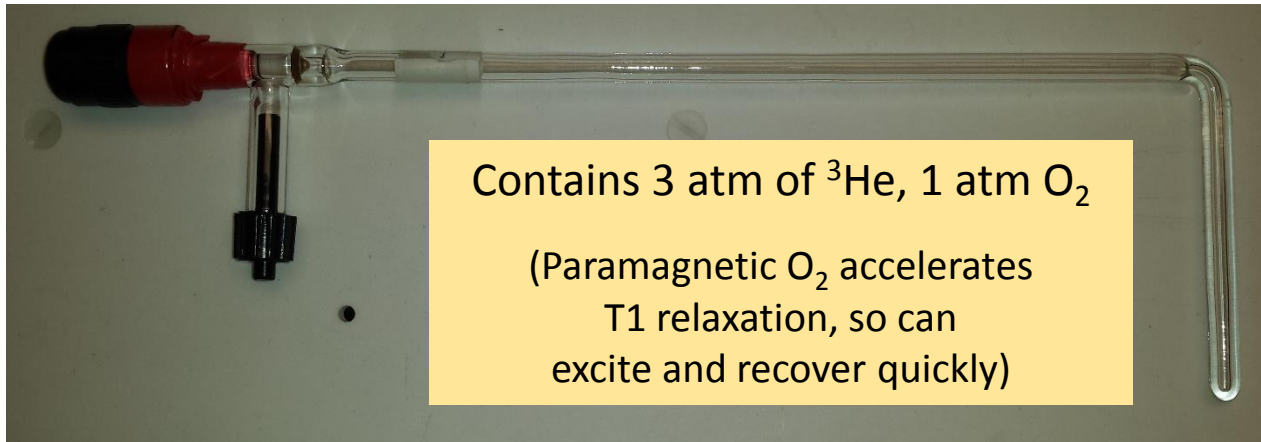 Contains 3 atm of ³He, 1 atm O₂
(Paramagnetic O₂ accelerates
T1 relaxation, so can
excite and recover quickly)